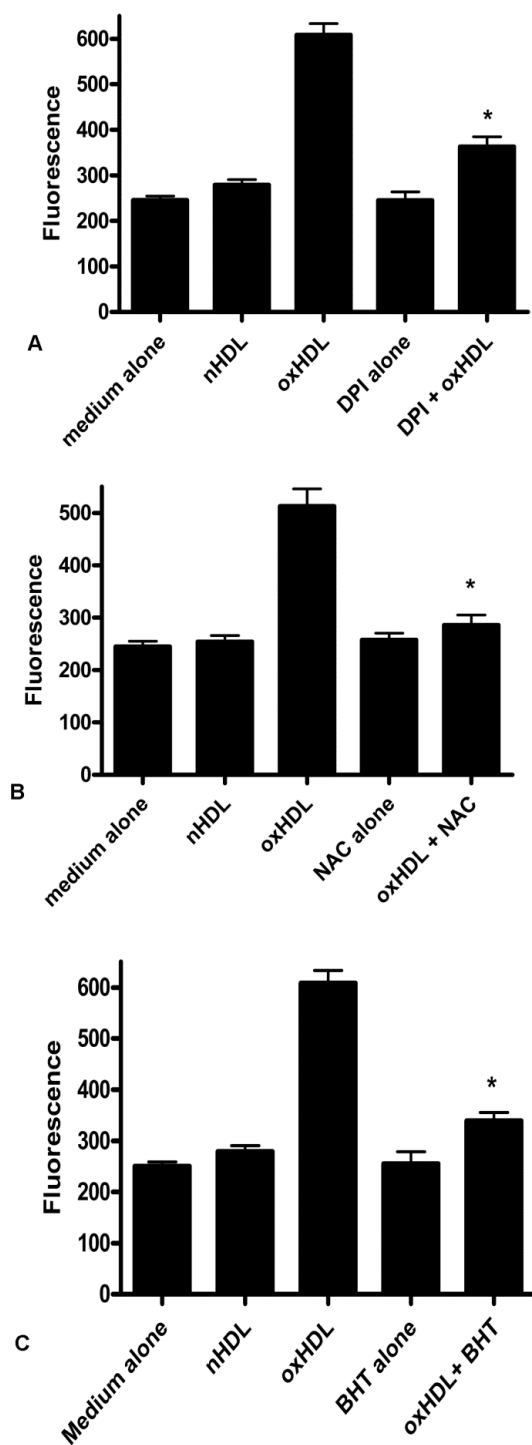 600
500
400
300
200
100
0
Fluorescence
*
A
medium alone
nHDL
oxHDL
DPI alone
DPI + oxHDL
500
400
300
200
100
0
Fluorescence
*
B
medium alone
nHDL
oxHDL
NAC alone
oxHDL + NAC
600
500
400
300
200
100
0
Fluorescence
*
C
Medium alone
nHDL
oxHDL
BHT alone
oxHDL+ BHT